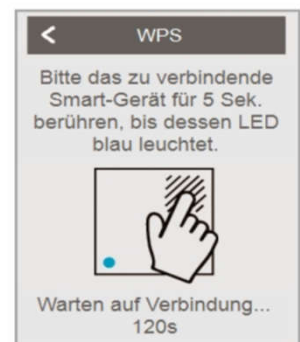 WPS
Bitte das zu verbindende
Smart-Gerät für 5 Sek.
berühren, bis dessen LED
blau leuchtet.
Warten auf Verbindung...
120s